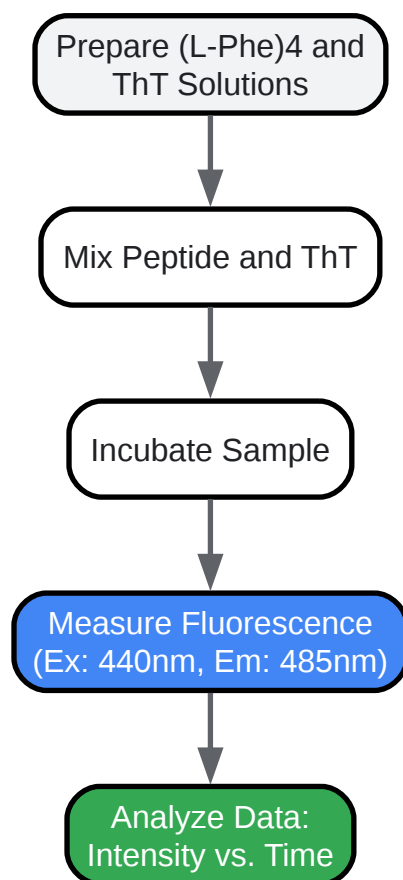 Prepare (L-Phe)4 and
ThT Solutions
Mix Peptide and ThT
Incubate Sample
Measure Fluorescence
(Ex: 440nm, Em: 485nm)
Analyze Data:
Intensity vs. Time